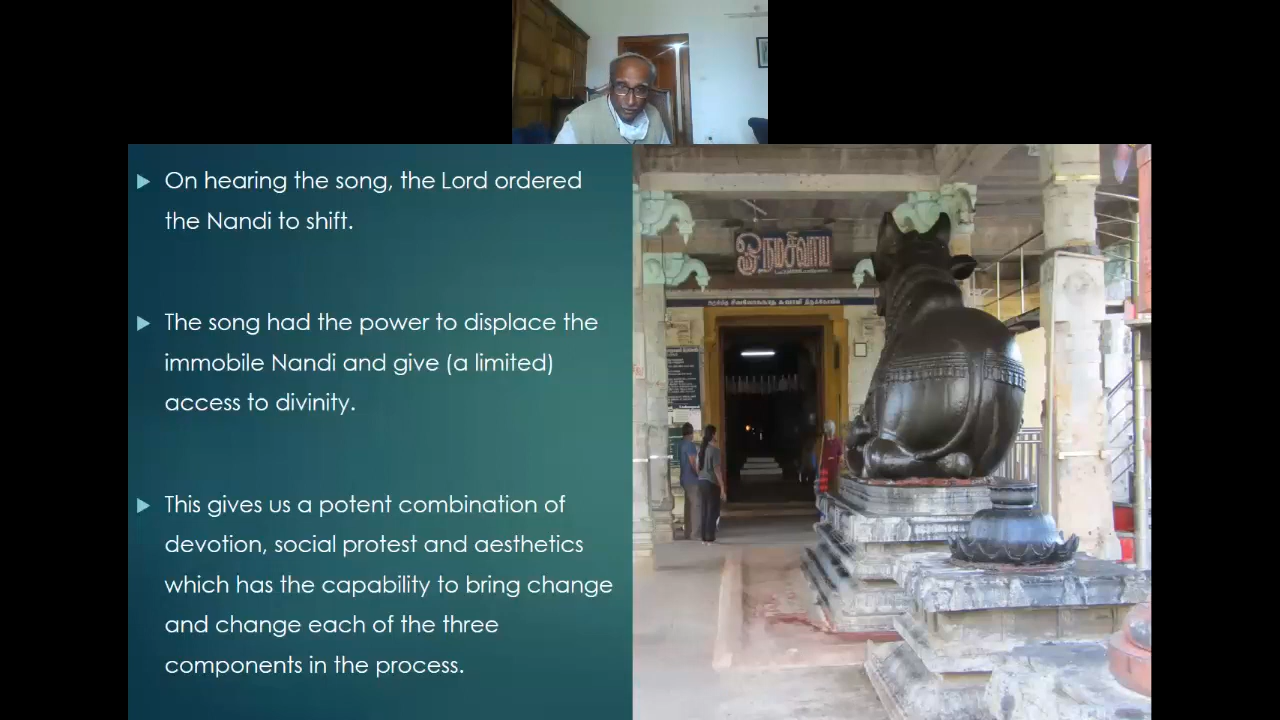 On hearing the song, the Lord ordered
the Nandi to shift.
The song had the power to displace the
immobile Nandi and give (a limited)
access to divinity.
This gives us a potent combination of
devotion, social protest and aesthetics
which has the capability to bring change
and change each of the three
components in the process.
ஓம் நமசிவாய